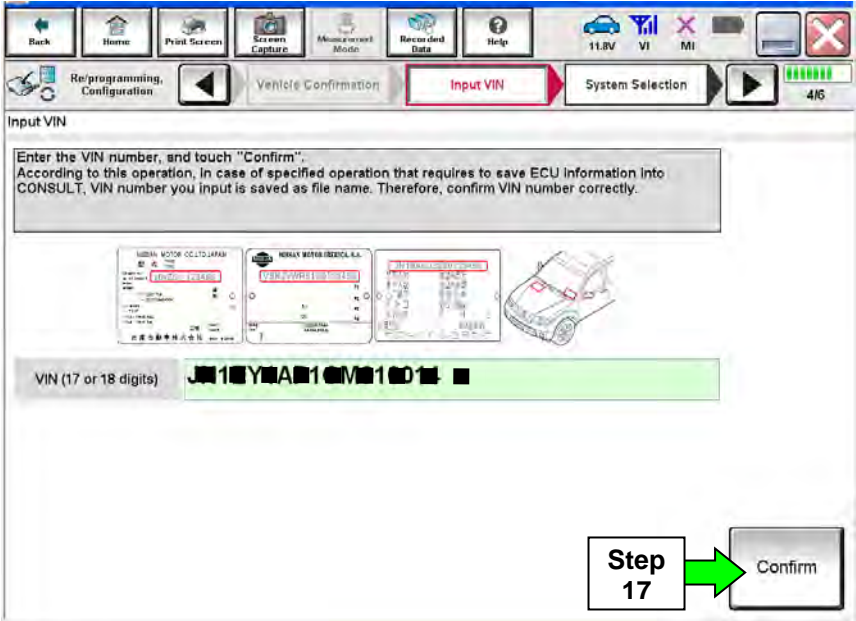 Back
Home
Print Screen
Screen Capture
Measurement Mode
Recorded Data
Help
11.8V
VI
MI
Re/programming, Configuration
Vehicle Confirmation
Input VIN
System Selection
4/6
Input VIN
Enter the VIN number, and touch "Confirm".
According to this operation, in case of specified operation that requires to save ECU information into
CONSULT, VIN number you input is saved as file name. Therefore, confirm VIN number correctly.
VIN (17 or 18 digits)
Step
17
Confirm